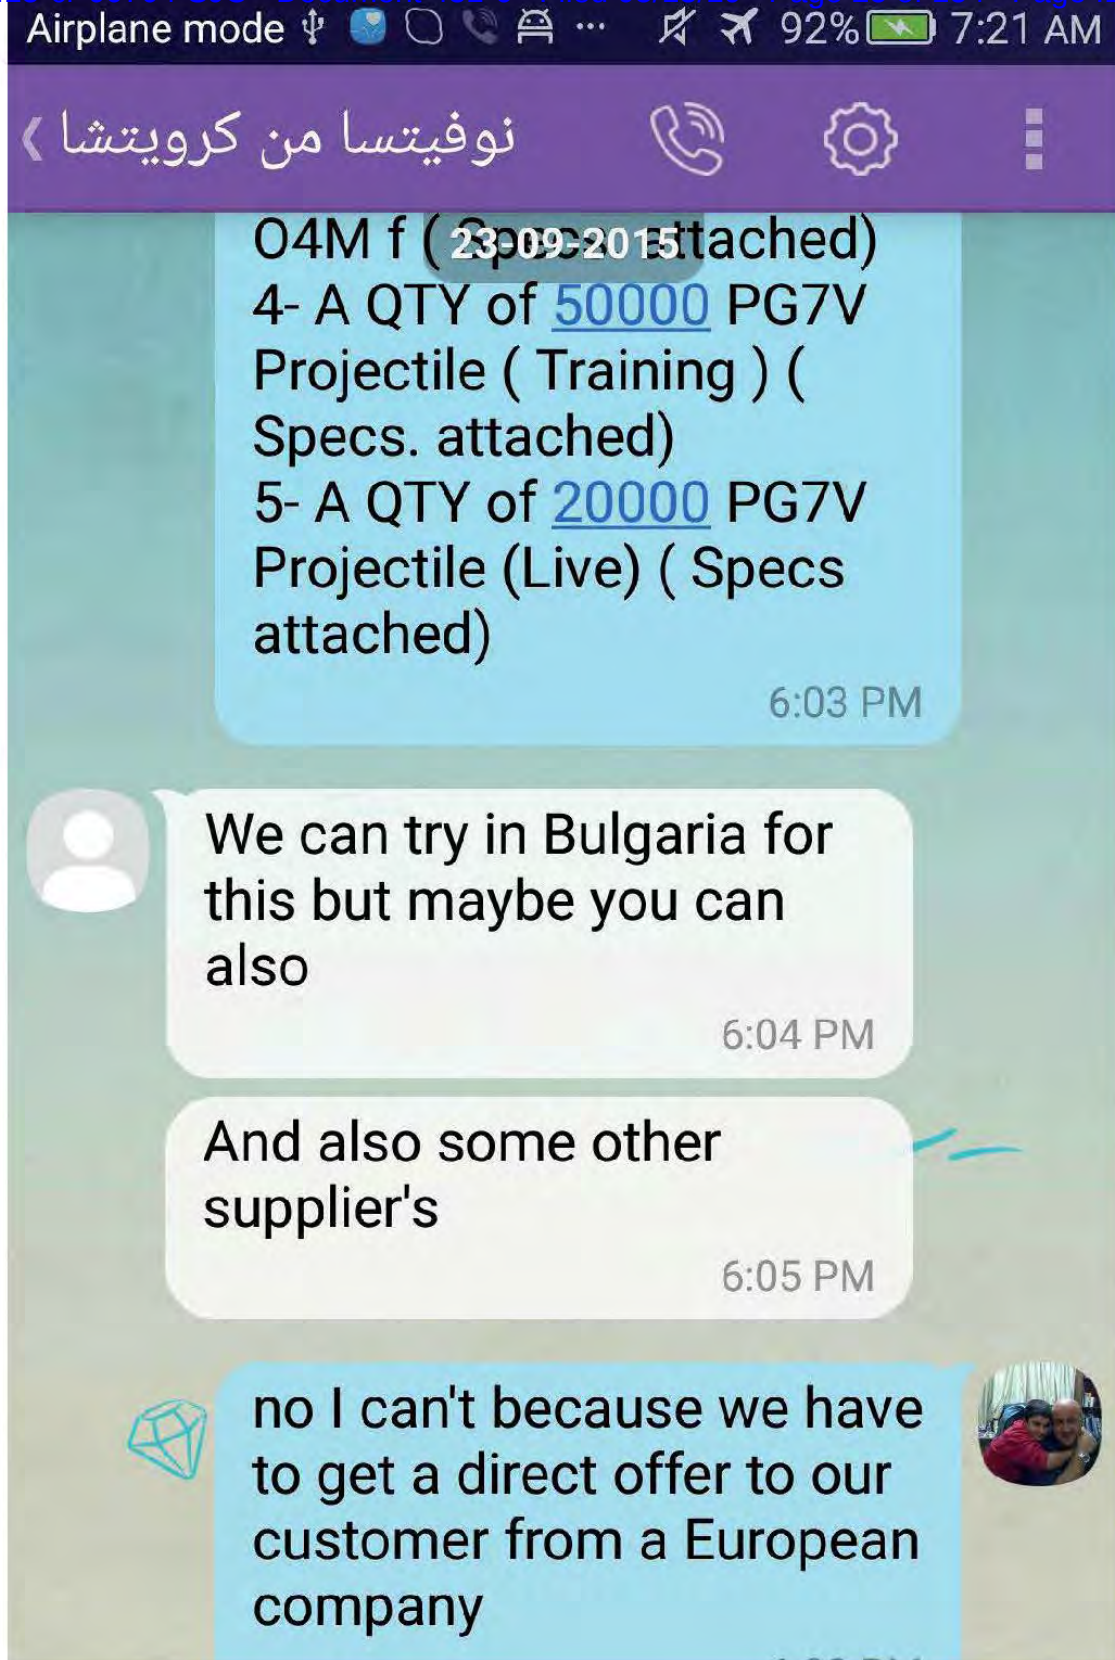 Airplane mode ... 92% 7:21 AM
نوفيتسا من كرويتشا
23-09-2015
O4M f ( Specs attached)
4- A QTY of 50000 PG7V
Projectile ( Training ) (
Specs. attached)
5- A QTY of 20000 PG7V
Projectile (Live) ( Specs
attached)
6:03 PM
We can try in Bulgaria for
this but maybe you can
also
6:04 PM
And also some other
supplier's
6:05 PM
no I can't because we have
to get a direct offer to our
customer from a European
company